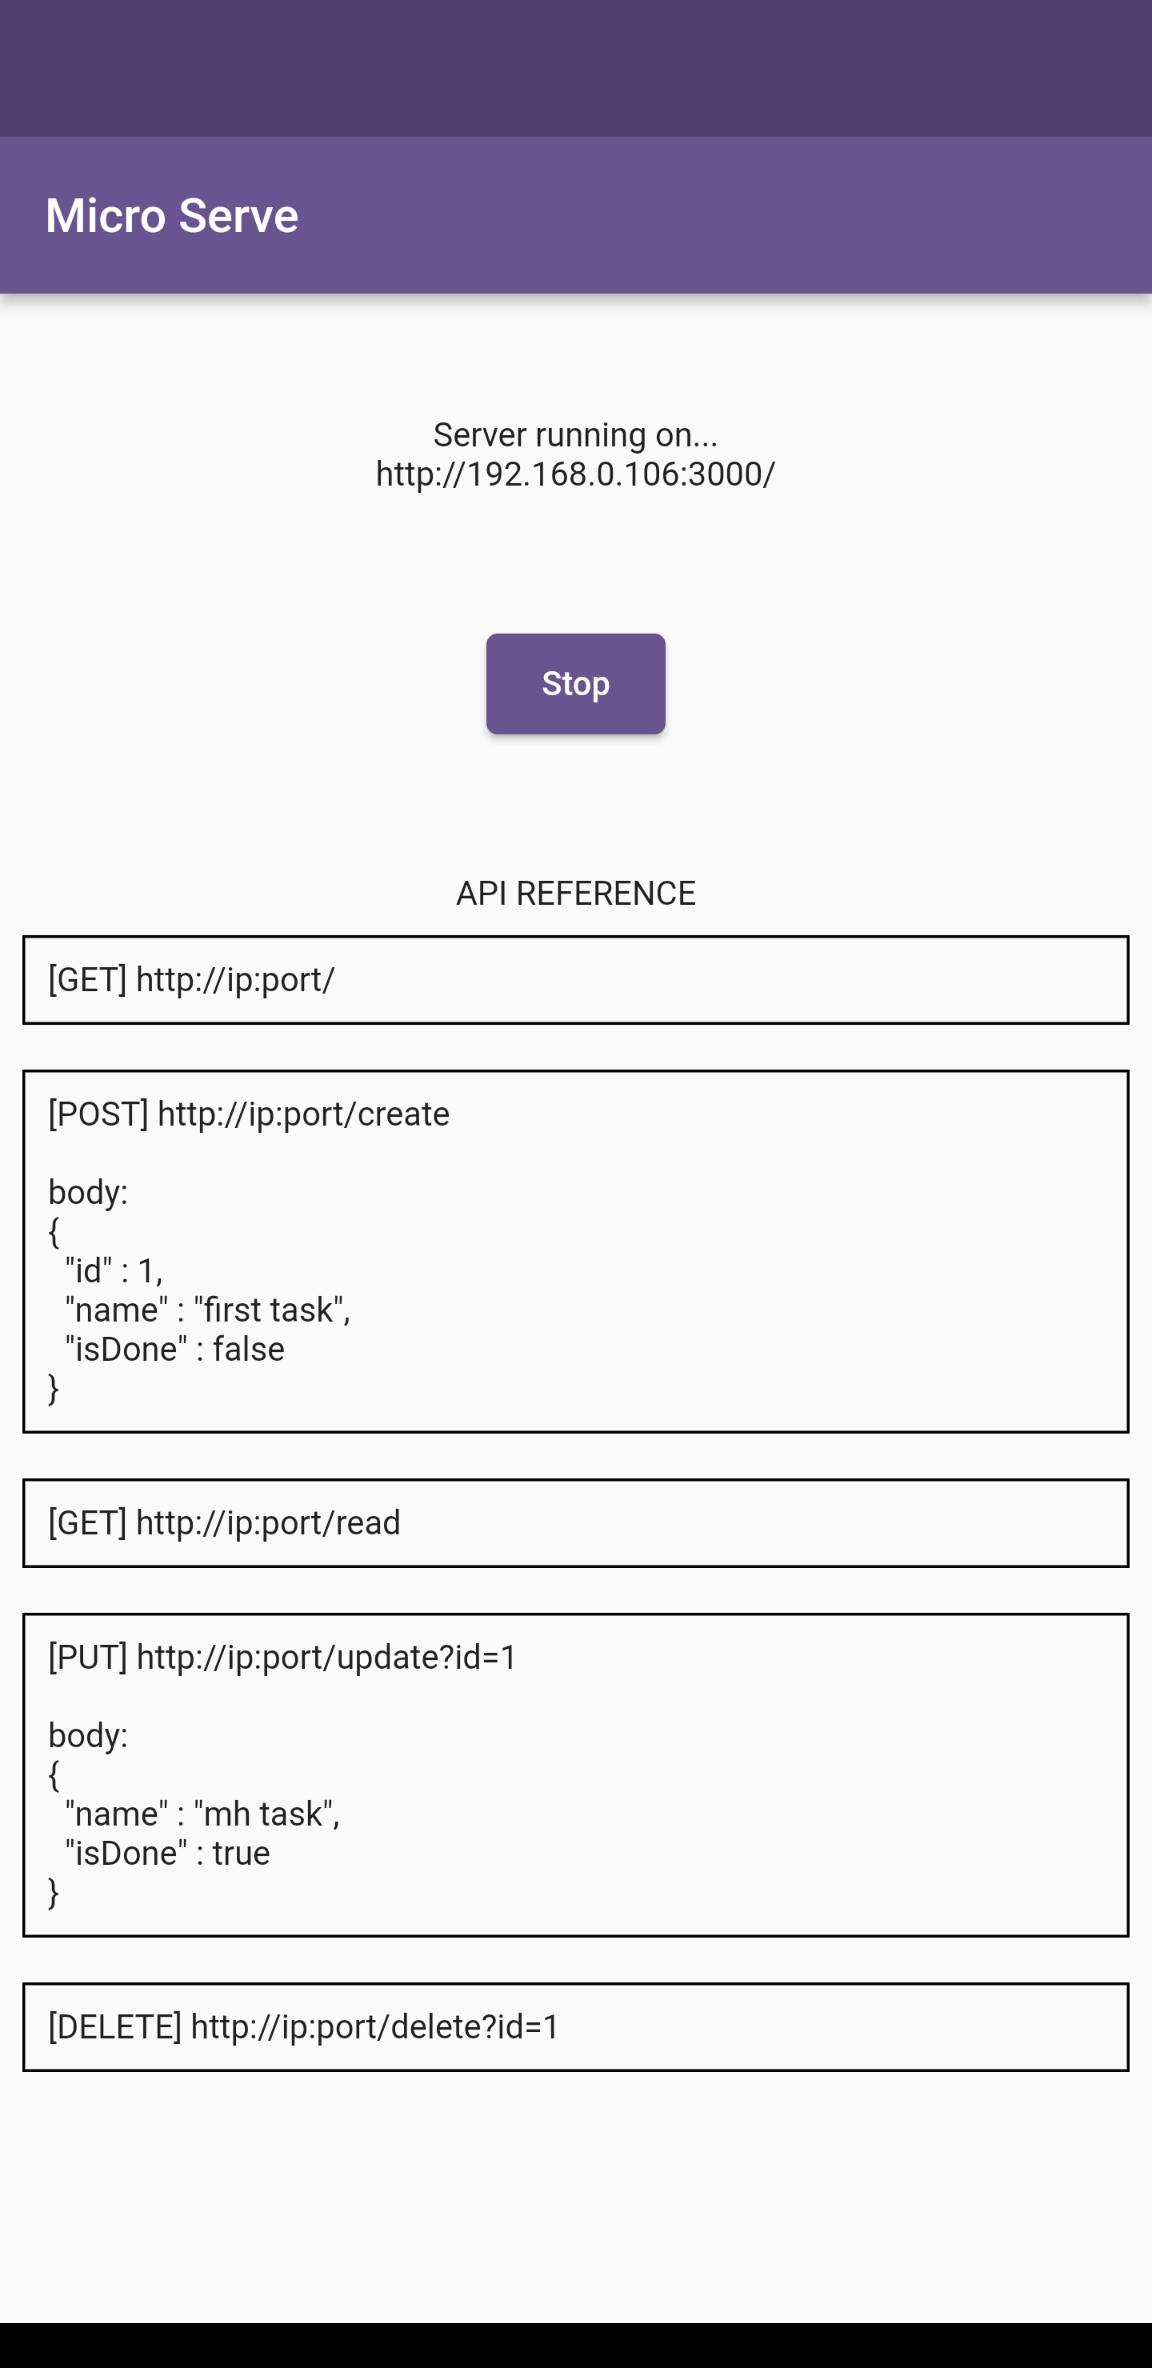 Micro Serve
Server running on...
http://192.168.0.106:3000/
Stop
API REFERENCE
[GET] http://ip:port/
[POST] http://ip:port/create
body:
{
"id" : 1,
"name" : "first task",
"isDone" : false
}
[GET] http://ip:port/read
[PUT] http://ip:port/update?id=1
body:
{
"name" : "mh task",
"isDone" : true
}
[DELETE] http://ip:port/delete?id=1